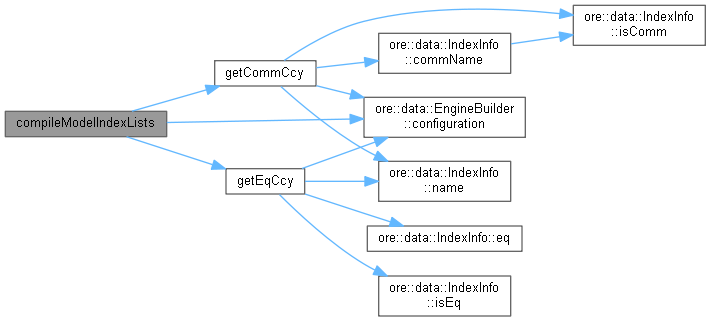 compileModelIndexLists
getCommCcy
ore::data::IndexInfo
::isComm
ore::data::IndexInfo
::commName
ore::data::EngineBuilder
::configuration
ore::data::IndexInfo
::name
getEqCcy
ore::data::IndexInfo::eq
ore::data::IndexInfo
::isEq